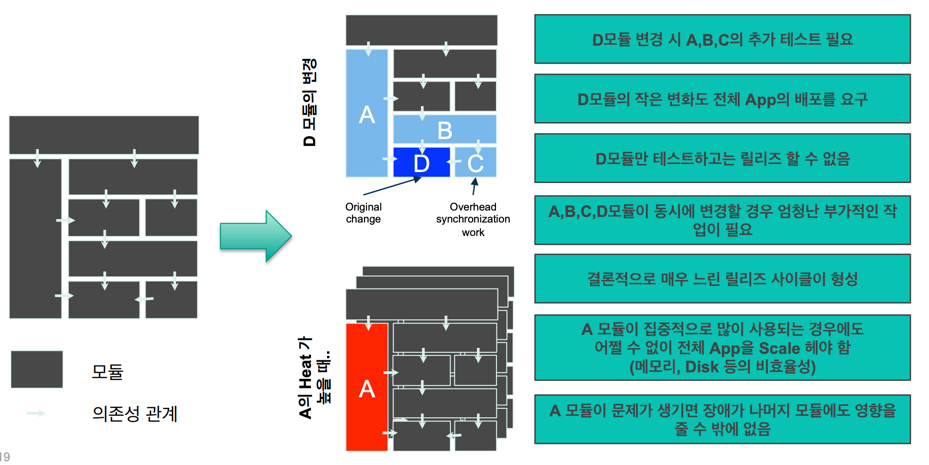 D 모듈의 변경
A
B
D
C
Original
change
Overhead
synchronization
work
A의 Heat 가
높을 때..
A
모듈
의존성 관계
D모듈 변경 시 A,B,C의 추가 테스트 필요
D모듈의 작은 변화도 전체 App의 배포를 요구
D모듈만 테스트하고는 릴리즈 할 수 없음
A,B,C,D모듈이 동시에 변경할 경우 엄청난 부가적인 작
업이 필요
결론적으로 매우 느린 릴리즈 사이클이 형성
A 모듈이 집중적으로 많이 사용되는 경우에도
어쩔 수 없이 전체 App을 Scale 헤야 함
(메모리, Disk 등의 비효율성)
A 모듈이 문제가 생기면 장애가 나머지 모듈에도 영향을
줄 수 밖에 없음
19